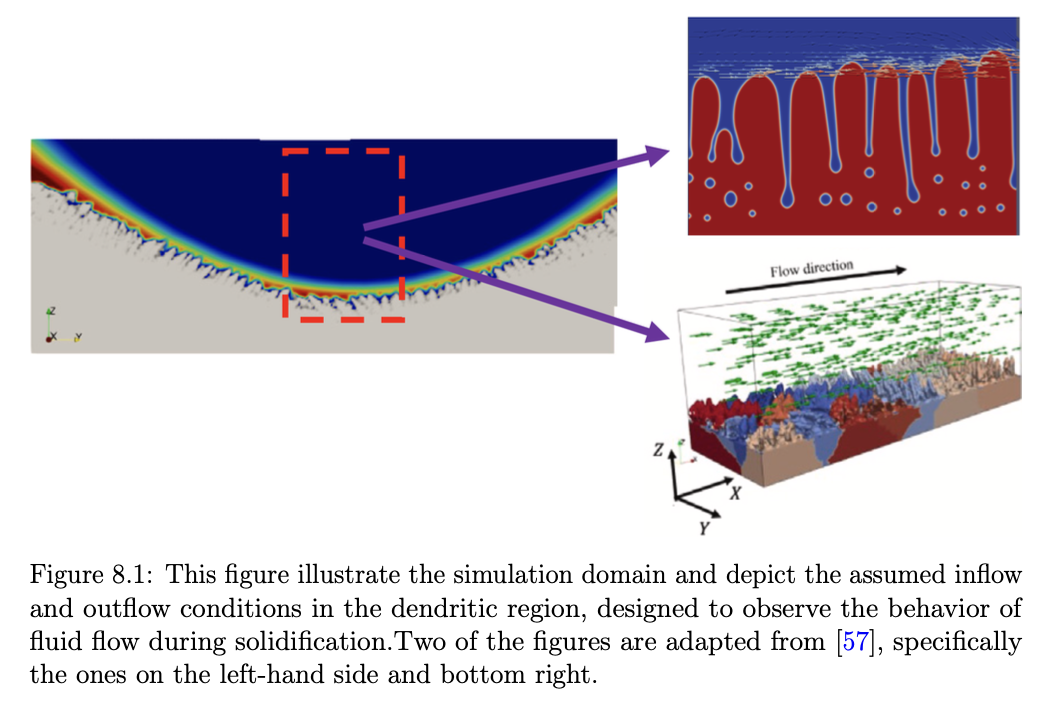 Flow direction
Z
X
Y
Z
X
Y
Figure 8.1: This figure illustrate the simulation domain and depict the assumed inflow
and outflow conditions in the dendritic region, designed to observe the behavior of
fluid flow during solidification.Two of the figures are adapted from [57], specifically
the ones on the left-hand side and bottom right.